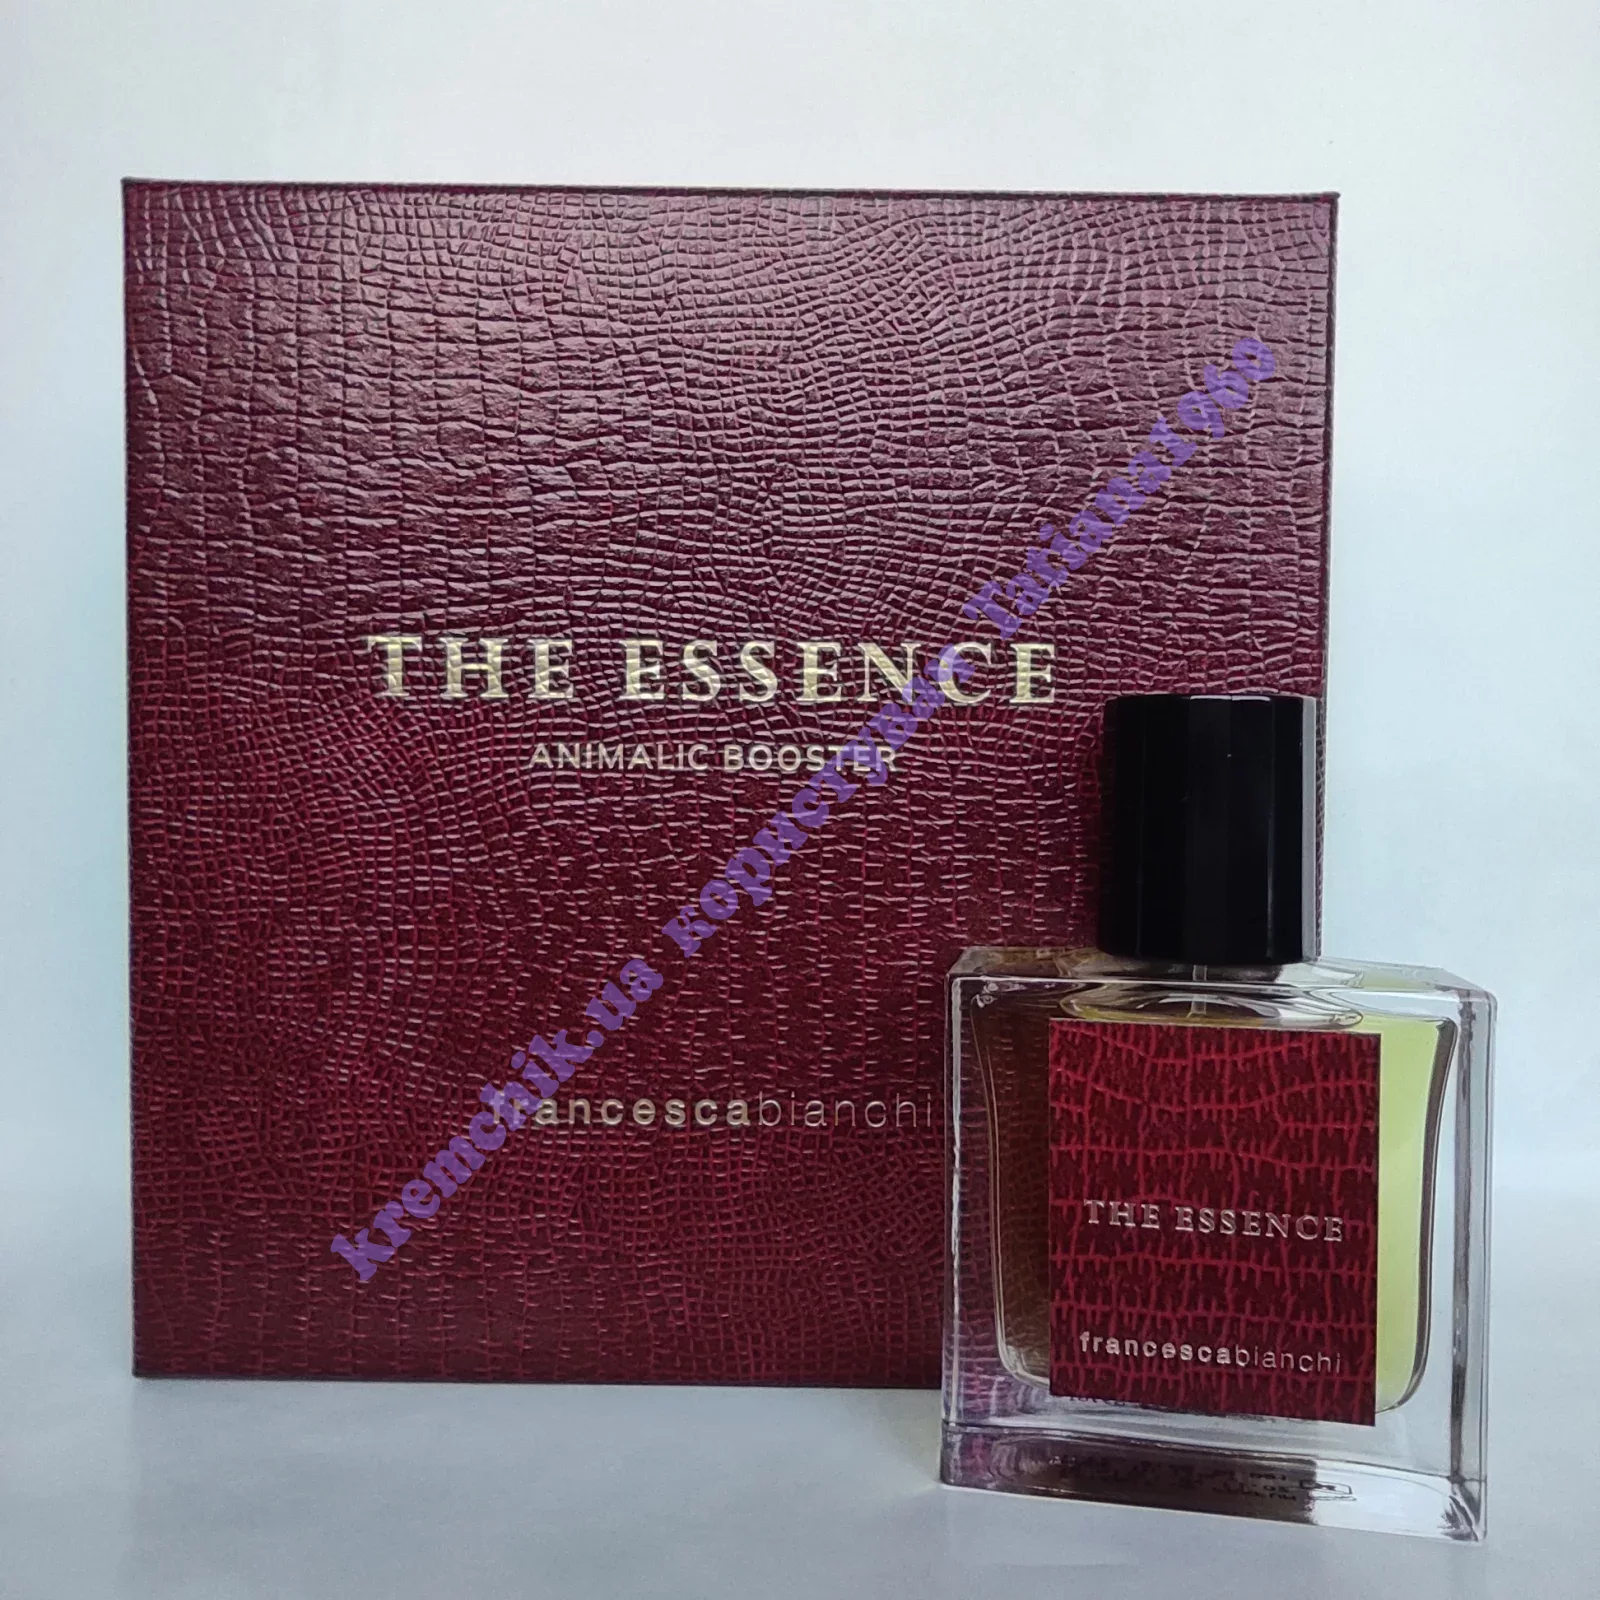 THE ESSENCE
ANIMALIC BOOSTER
francescabianchi
THE ESSENCE
francescabianchi
kremchik.ua користувач Tatiana1960